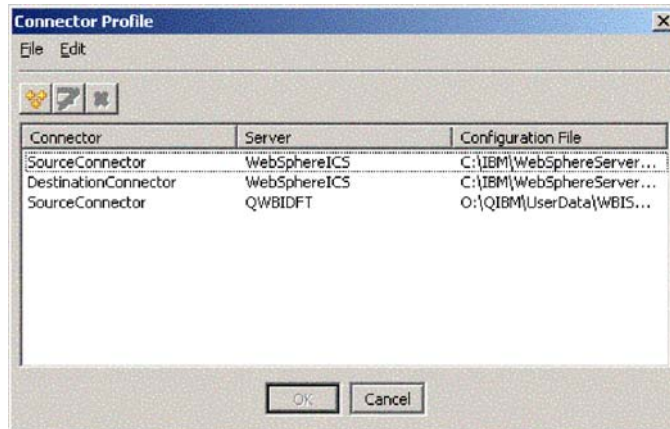 Connector Profile
File Edit
Connector Server Configuration File
SourceConnector WebSphereICS C:\IBM\WebSphereServer...
DestinationConnector WebSphereICS C:\IBM\WebSphereServer...
SourceConnector QWBIDFT O:\QIBM\UserData\WBIS...
OK Cancel